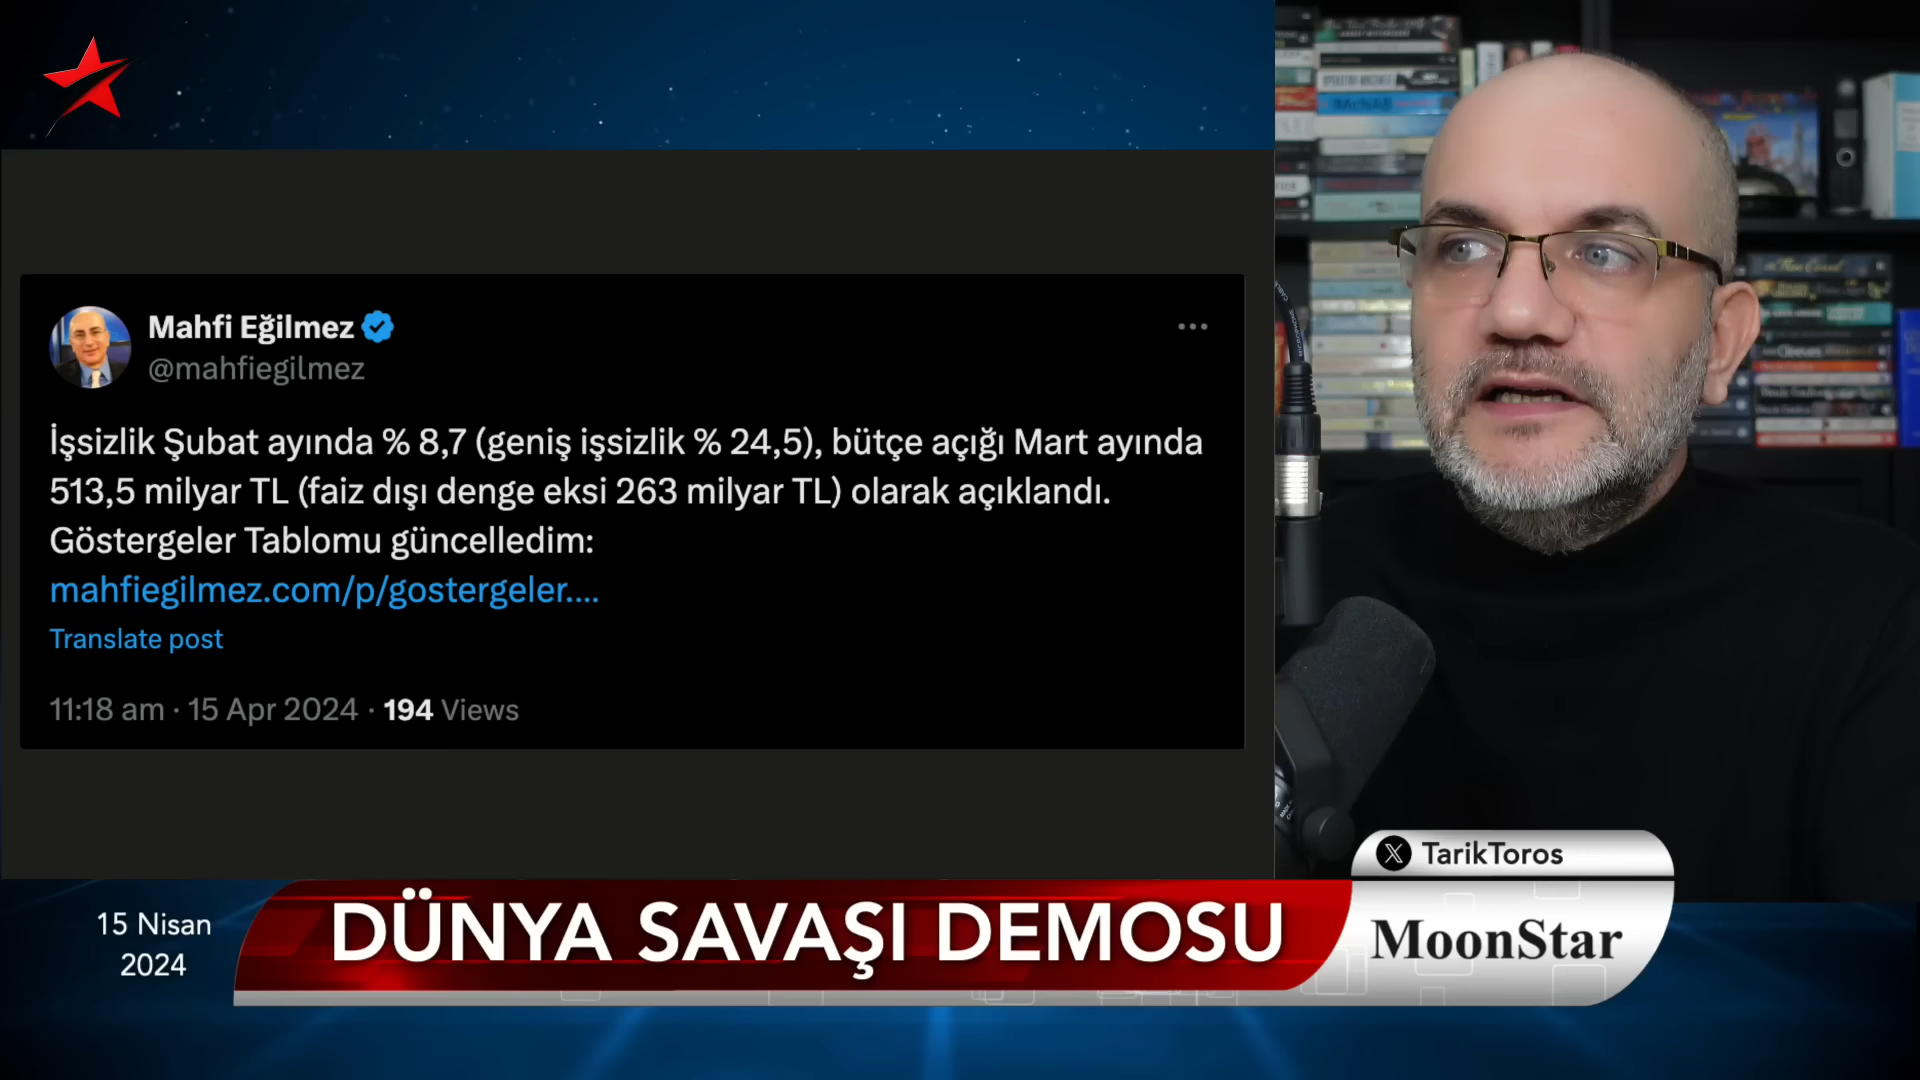 Mahfi Eğilmez
@mahfiegilmez
İşsizlik Şubat ayında % 8,7 (geniş işsizlik % 24,5), bütçe açığı Mart ayında
513,5 milyar TL (faiz dışı denge eksi 263 milyar TL) olarak açıklandı.
Göstergeler Tablomu güncelledim:
mahfiegilmez.com/p/gostergeler....
Translate post
11:18 am · 15 Apr 2024 · 194 Views
TarikToros
15 Nisan
2024
DÜNYA SAVAŞI DEMOSU
MoonStar